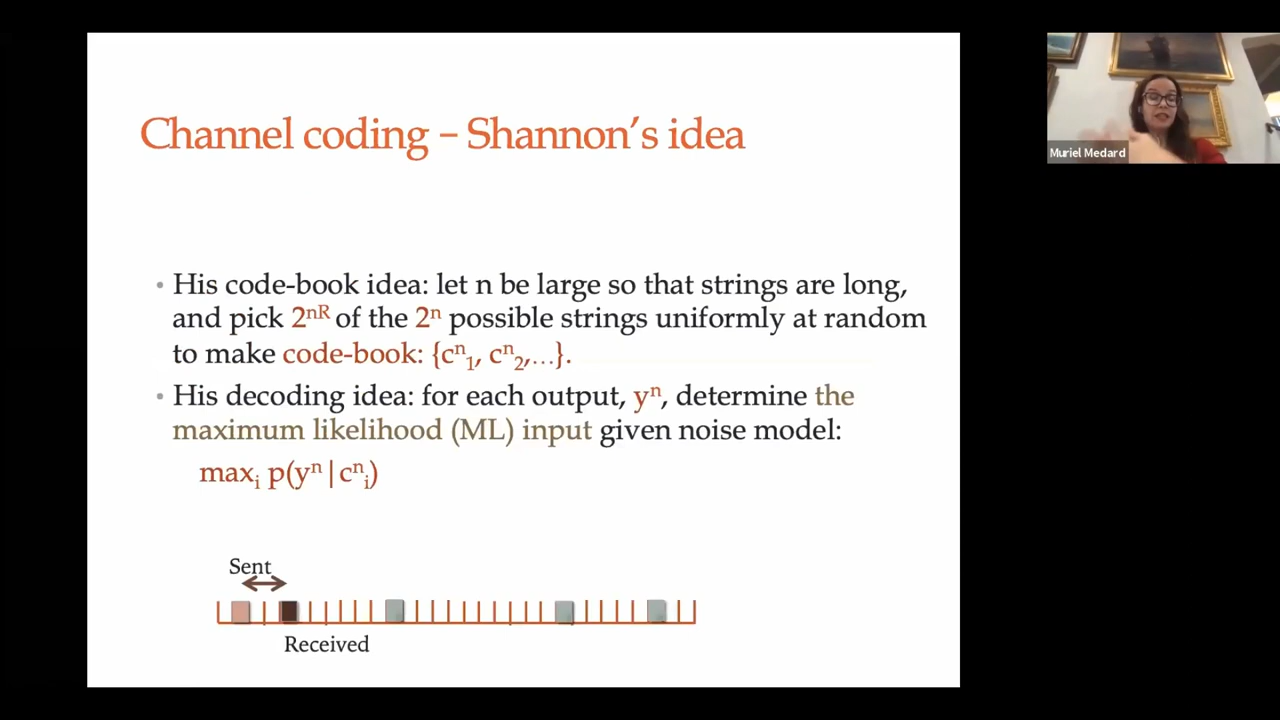 Channel coding – Shannon's idea
Muriel Medard
• His code-book idea: let n be large so that strings are long,
and pick 2ⁿᴿ of the 2ⁿ possible strings uniformly at random
to make code-book: {cⁿ₁, cⁿ₂,...}.
• His decoding idea: for each output, yⁿ, determine the
maximum likelihood (ML) input given noise model:
maxᵢ p(yⁿ|cⁿᵢ)
Sent
Received